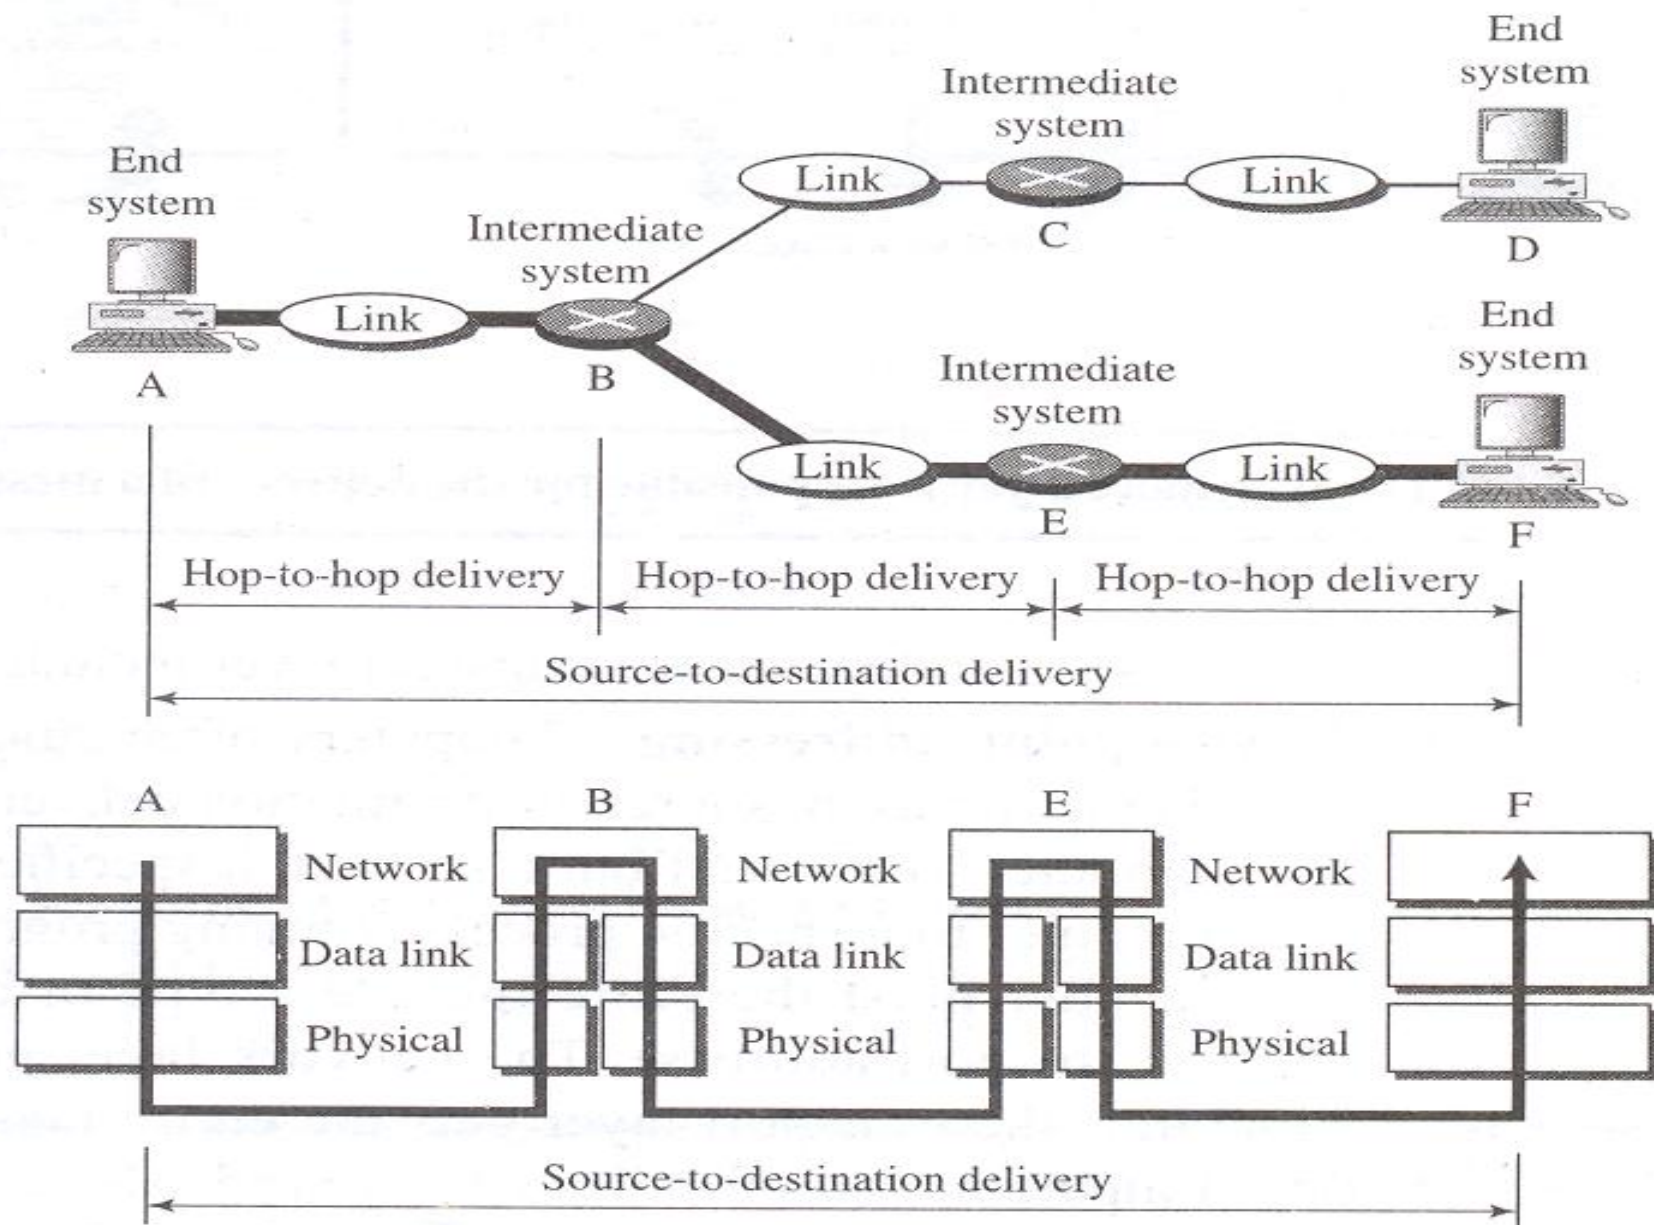 End
system
Intermediate
system
End
system
Link
C
Link
D
Intermediate
system
A
Link
B
End
system
Intermediate
system
Link
E
Link
F
Hop-to-hop delivery
Hop-to-hop delivery
Hop-to-hop delivery
Source-to-destination delivery
A
B
E
F
Network
Network
Network
Data link
Data link
Data link
Physical
Physical
Physical
Source-to-destination delivery